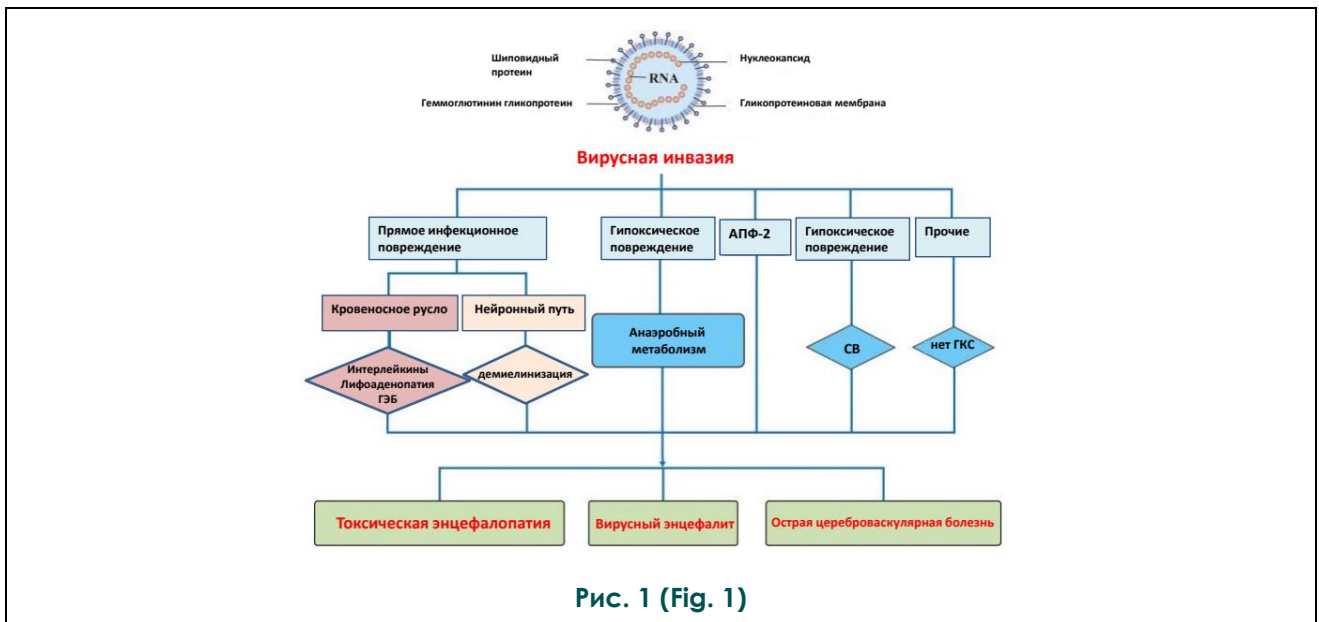 Шиповидный
протеин
Нуклеокапсид
RNA
Геммоглютинин гликопротеин
Гликопротеиновая мембрана
Вирусная инвазия
Прямое инфекционное
повреждение
Гипоксическое
повреждение
АПФ-2
Гипоксическое
повреждение
Прочие
Кровеносное русло
Нейронный путь
Анаэробный
метаболизм
СВ
нет ГКС
Интерлейкины
Лифоаденопатия
ГЭБ
демиелинизация
Токсическая энцефалопатия
Вирусный энцефалит
Острая цереброваскулярная болезнь
Рис. 1 (Fig. 1)